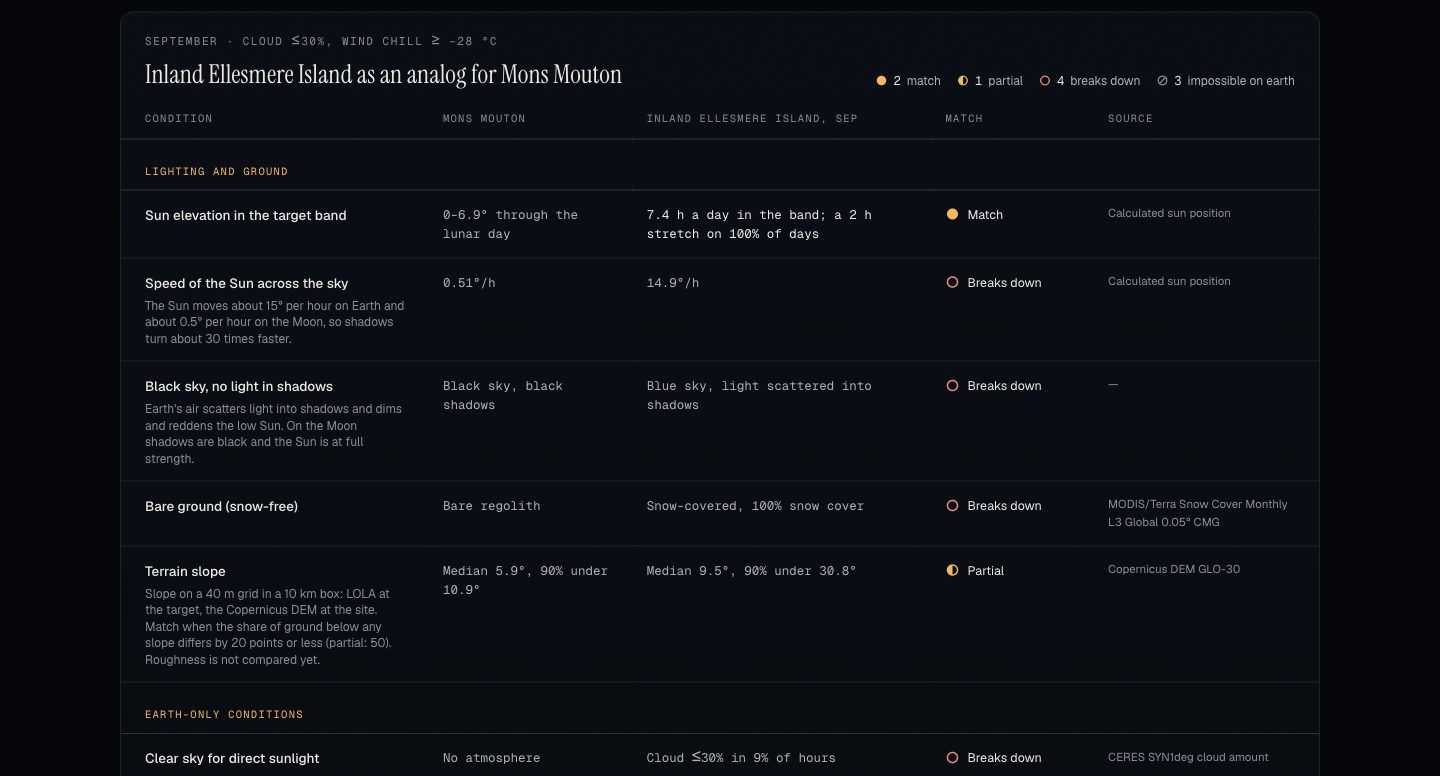 SEPTEMBER · CLOUD ≤30%, WIND CHILL ≥ −28 °C
Inland Ellesmere Island as an analog for Mons Mouton
2 match 1 partial 4 breaks down 3 impossible on earth
CONDITION MONS MOUTON INLAND ELLESMERE ISLAND, SEP MATCH SOURCE
LIGHTING AND GROUND
Sun elevation in the target band
0–6.9° through the
lunar day
7.4 h a day in the band; a 2 h
stretch on 100% of days
Match
Calculated sun position
Speed of the Sun across the sky
The Sun moves about 15° per hour on Earth and
about 0.5° per hour on the Moon, so shadows
turn about 30 times faster.
0.51°/h
14.9°/h
Breaks down
Calculated sun position
Black sky, no light in shadows
Earth's air scatters light into shadows and dims
and reddens the low Sun. On the Moon
shadows are black and the Sun is at full
strength.
Black sky, black
shadows
Blue sky, light scattered into
shadows
Breaks down
—
Bare ground (snow-free)
Bare regolith
Snow-covered, 100% snow cover
Breaks down
MODIS/Terra Snow Cover Monthly
L3 Global 0.05° CMG
Terrain slope
Slope on a 40 m grid in a 10 km box: LOLA at
the target, the Copernicus DEM at the site.
Match when the share of ground below any
slope differs by 20 points or less (partial: 50).
Roughness is not compared yet.
Median 5.9°, 90% under
10.9°
Median 9.5°, 90% under 30.8°
Partial
Copernicus DEM GLO-30
EARTH-ONLY CONDITIONS
Clear sky for direct sunlight
No atmosphere
Cloud ≤30% in 9% of hours
Breaks down
CERES SYN1deg cloud amount